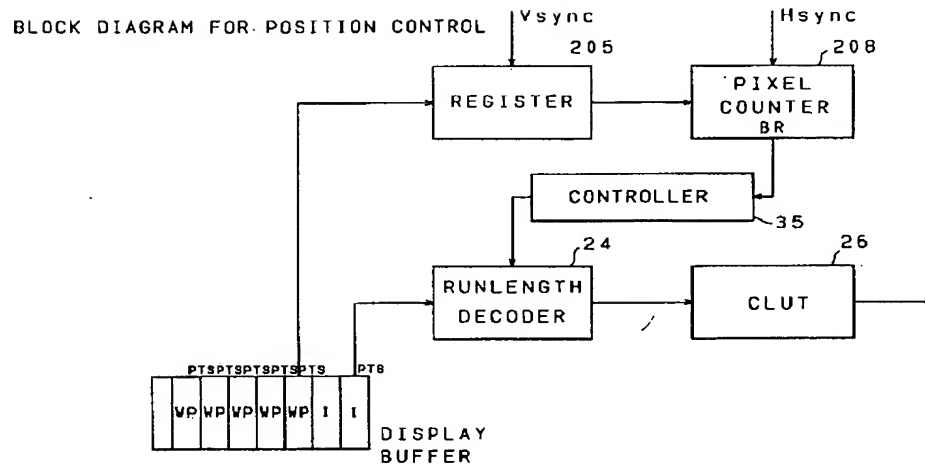 Vsync
Hsync
BLOCK DIAGRAM FOR POSITION CONTROL
205
208
REGISTER
PIXEL
COUNTER
BR
CONTROLLER
35
24
26
RUNLENGTH
DECODER
CLUT
PTSPTSPTSPTSPTS
PTS
WP WP WP WP WP I I
DISPLAY
BUFFER